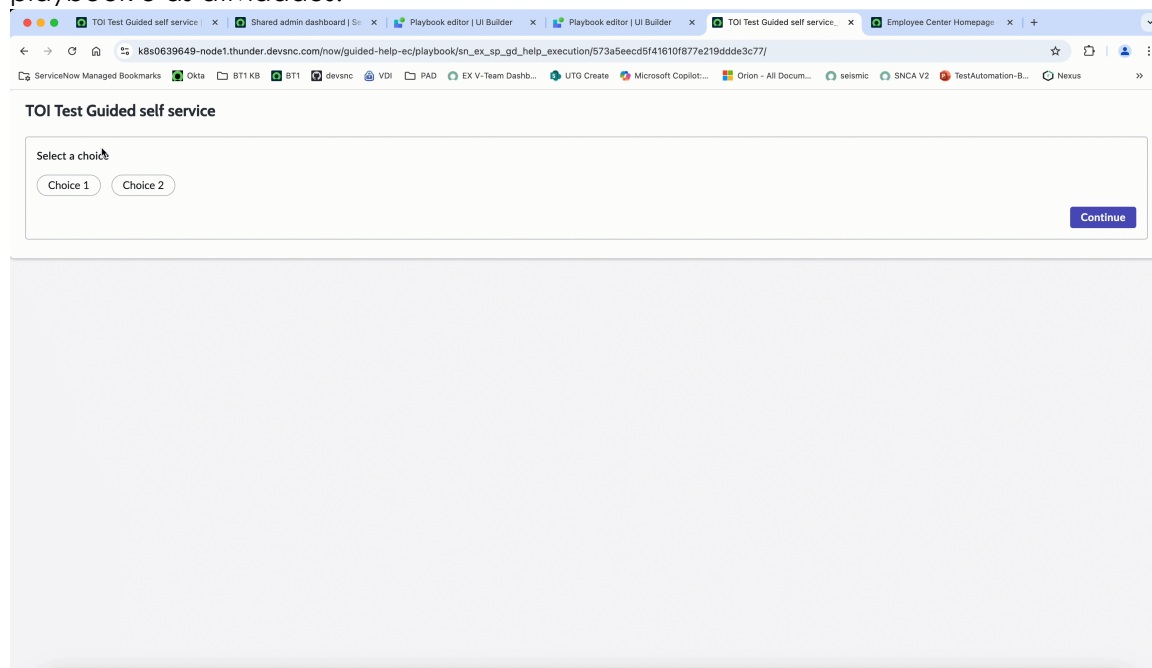 TOI Test Guided self service
Shared admin dashboard | Se
Playbook editor | UI Builder
Playbook editor | UI Builder
TOI Test Guided self service_
Employee Center Homepage
k8s0639649-node1.thunder.devsnc.com/now/guided-help-ec/playbook/sn_ex_sp_gd_help_execution/573a5eecd5f41610f877e219ddde3c77/
ServiceNow Managed Bookmarks
Okta
BT1 KB
BT1
devsnc
VDI
PAD
EX V-Team Dashb...
UTG Create
Microsoft Copilot:...
Orion - All Docum...
seismic
SNCA V2
TestAutomation-B...
Nexus
TOI Test Guided self service
Select a choice
Choice 1
Choice 2
Continue